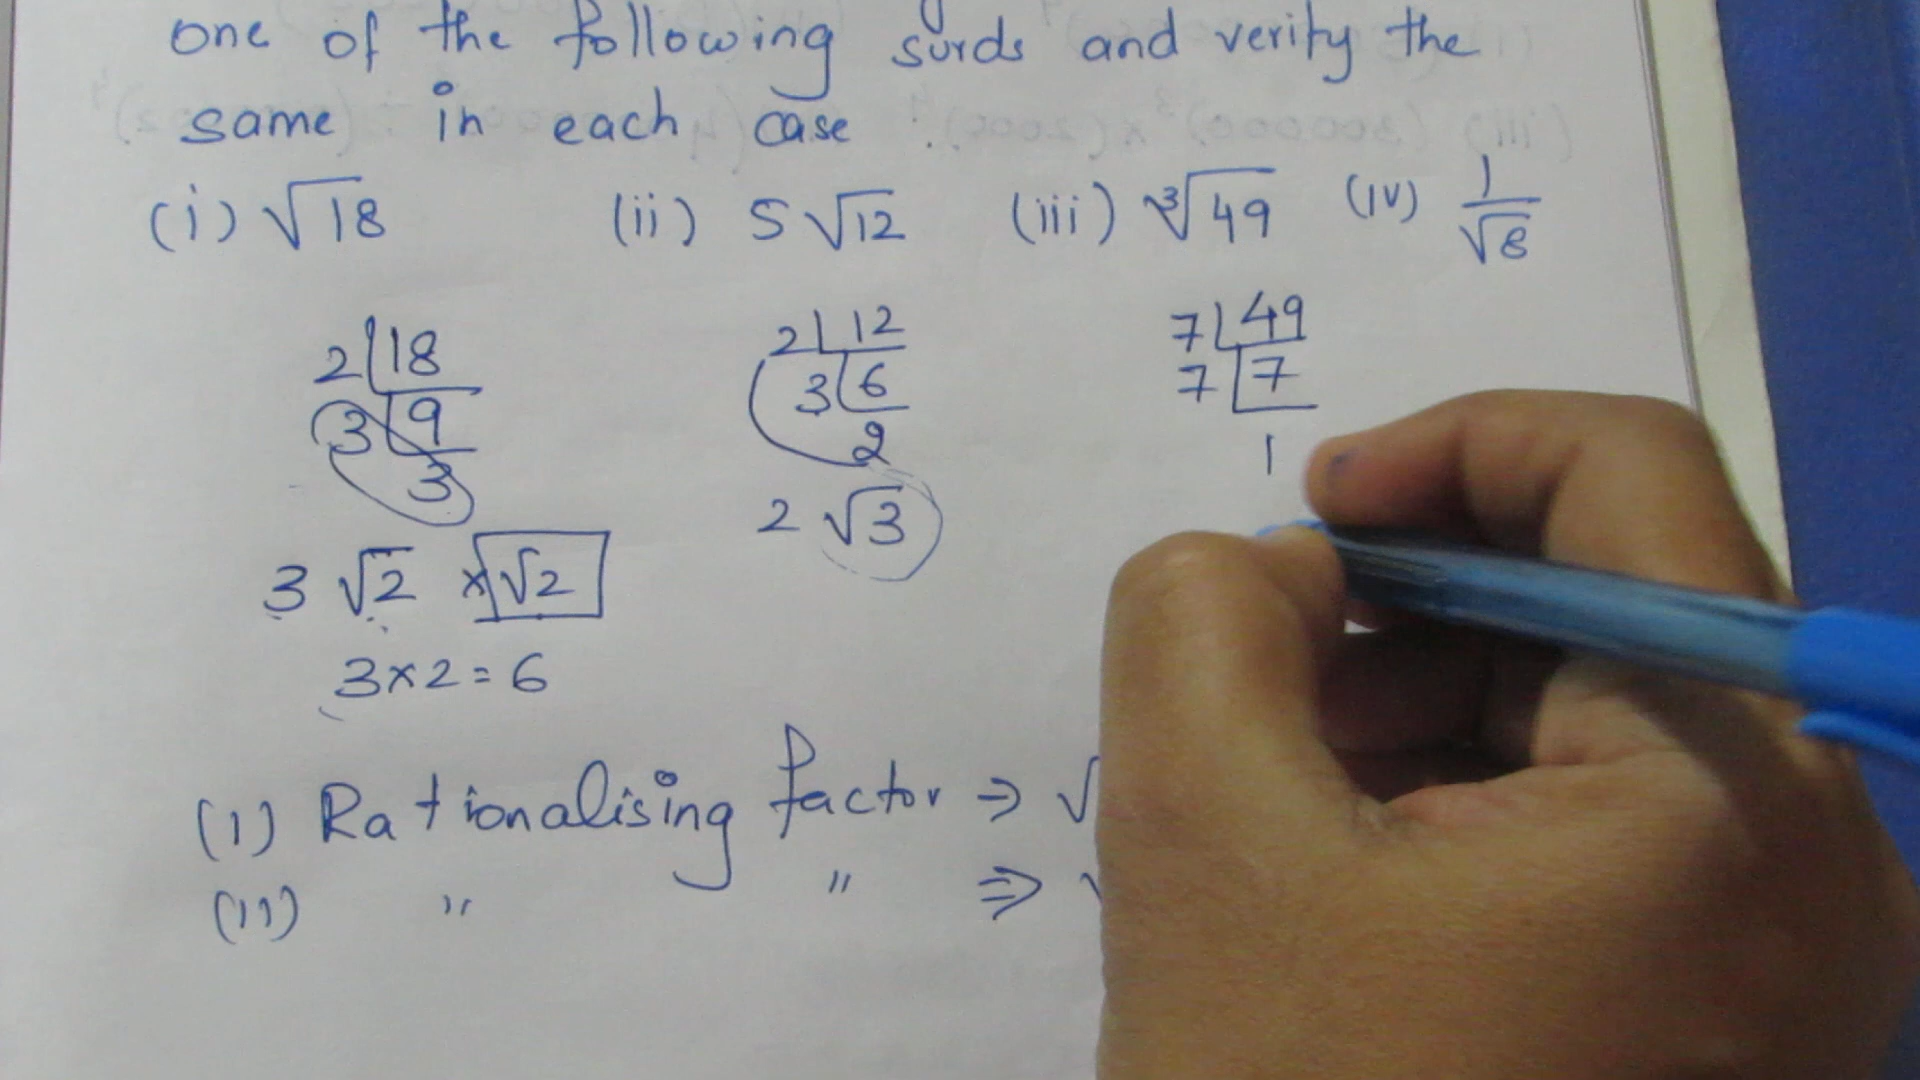 one of the following surds and verify the
same in each case.
(i) √18 (ii) 5√12 (iii) ∛49 (iv) 1/√8
2 18 2 12 7 49
3 9 3 6 7 7
3 2 1
3 √2 ×√2 2 √3
3×2=6
(i) Rationalising factor ⇒ √
(ii) " " ⇒ √